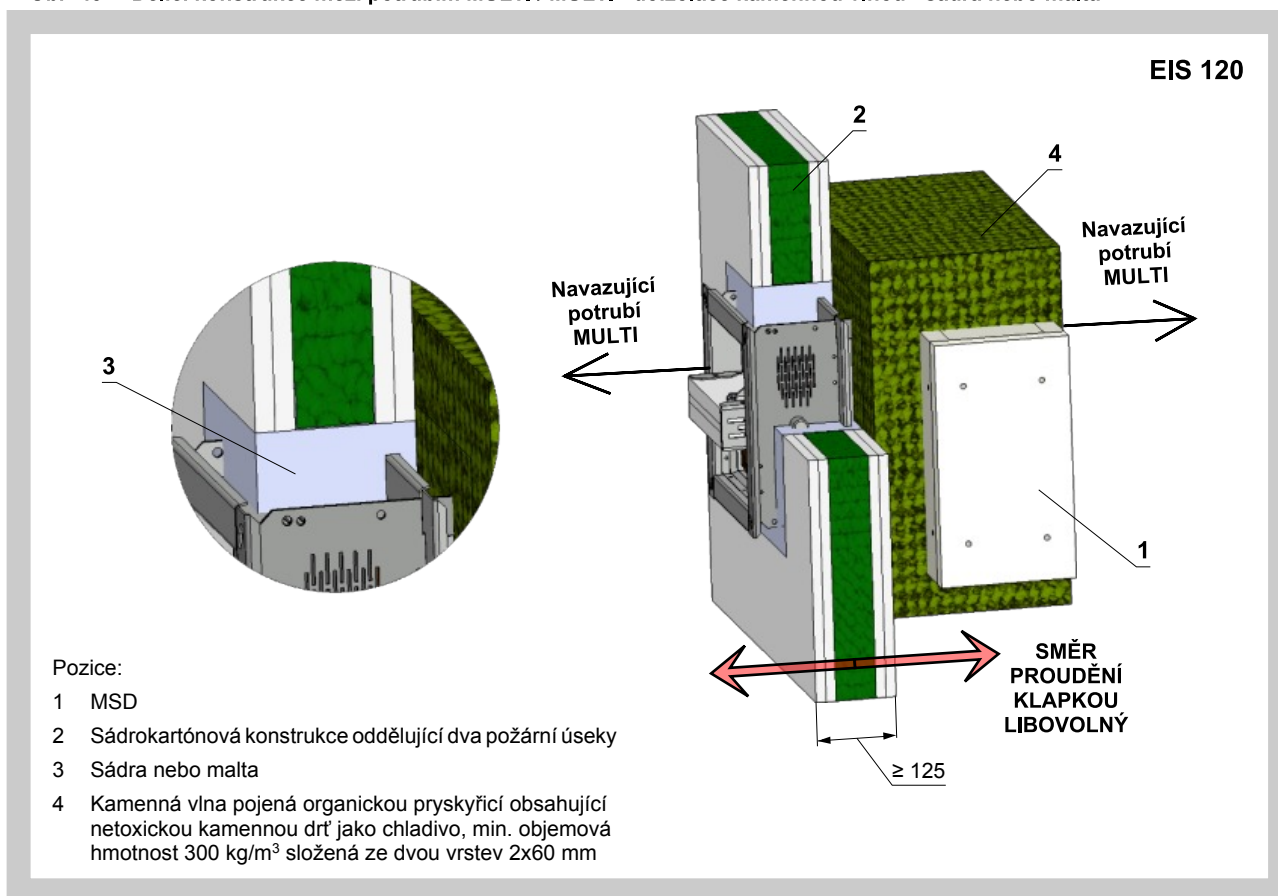 EIS 120
2
4
Navazující
potrubí
MULTI
Navazující
potrubí
MULTI
3
1
SMĚR
PROUDĚNÍ
KLAPKOU
LIBOVOLNÝ
≥ 125
Pozice:
1 MSD
2 Sádrokartónová konstrukce oddělující dva požární úseky
3 Sádra nebo malta
4 Kamenná vlna pojená organickou pryskyřicí obsahující
netoxickou kamennou drť jako chladivo, min. objemová
hmotnost 300 kg/m³ složená ze dvou vrstev 2x60 mm